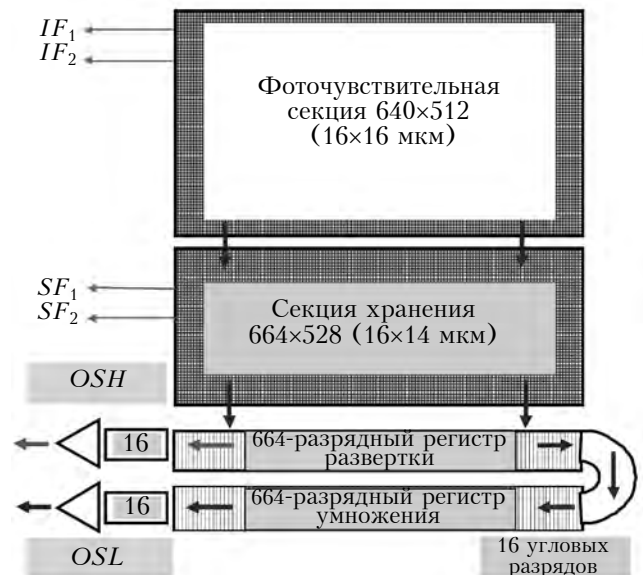 IF1
IF2
Фоточувствительная
секция 640×512
(16×16 мкм)
SF1
SF2
Секция хранения
664×528 (16×14 мкм)
OSH
16
664-разрядный регистр
развертки
16
664-разрядный регистр
умножения
OSL
16 угловых
разрядов